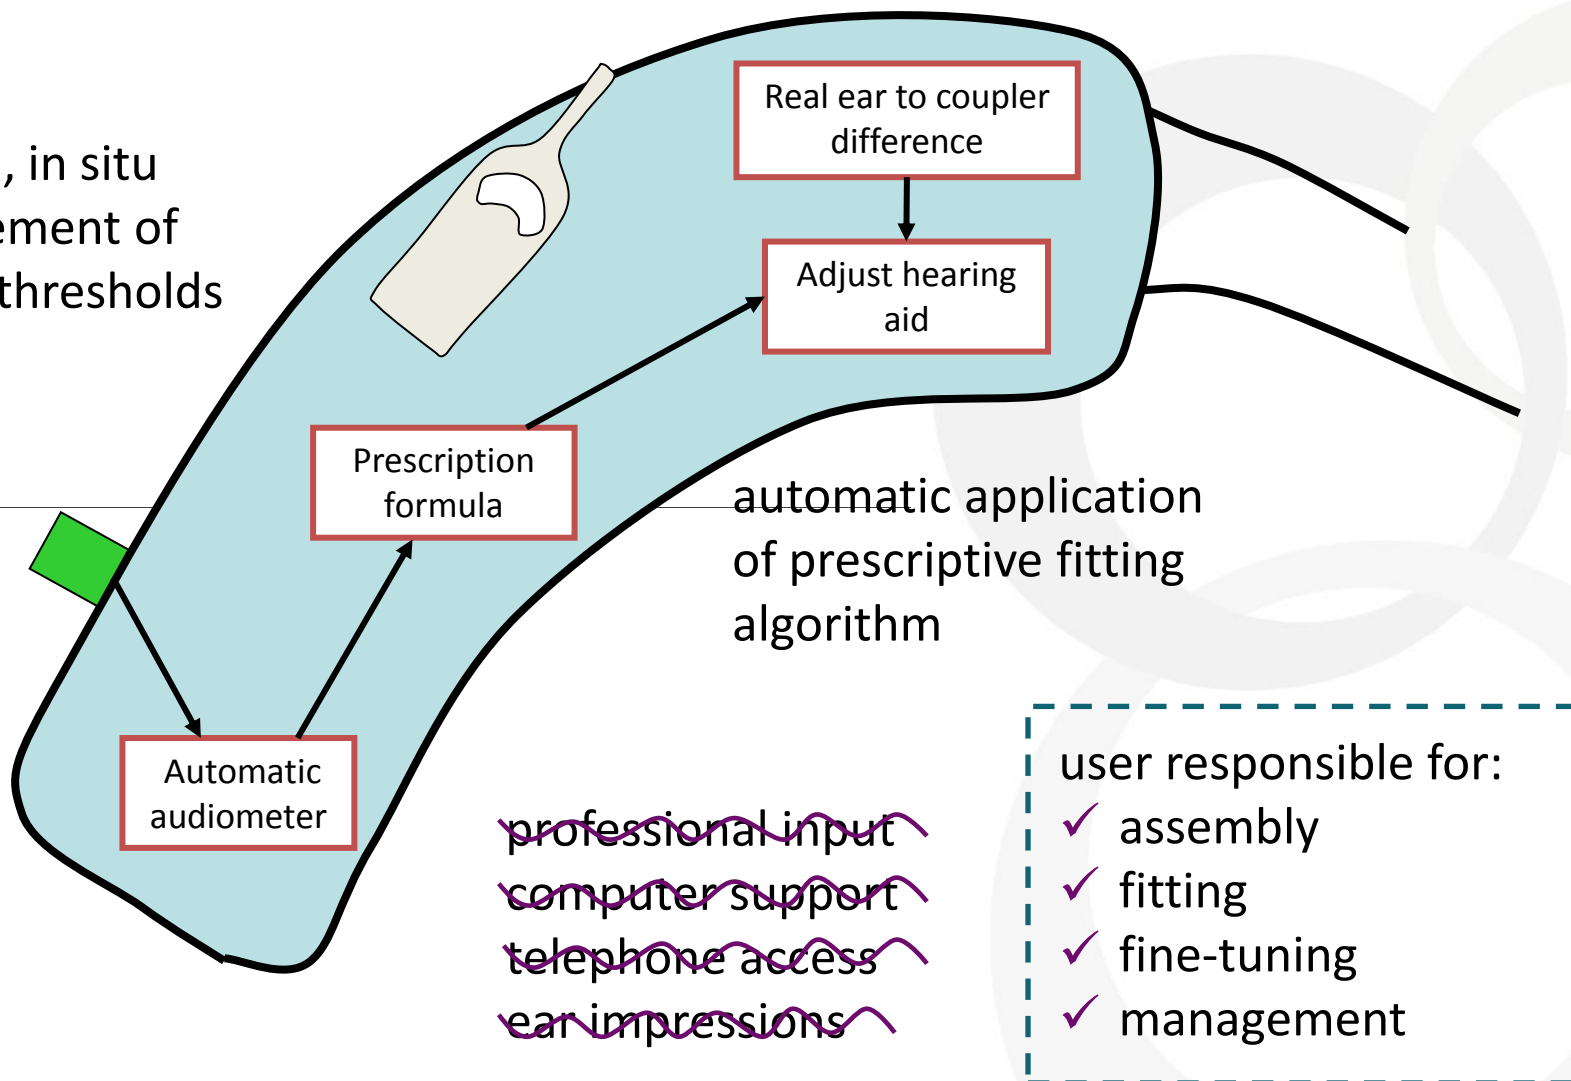 Real ear to coupler
difference
, in situ
ement of
thresholds
Adjust hearing
aid
Prescription
formula
automatic application
of prescriptive fitting
algorithm
Automatic
audiometer
professional input
computer support
telephone access
ear impressions
user responsible for:
✓ assembly
✓ fitting
✓ fine-tuning
✓ management